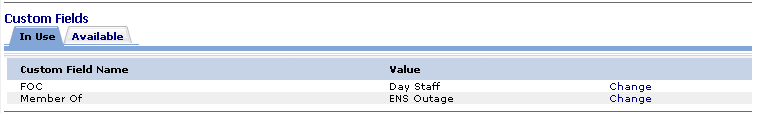 Custom Fields
In Use Available
Custom Field Name Value
FOC Day Staff Change
Member Of ENS Outage Change